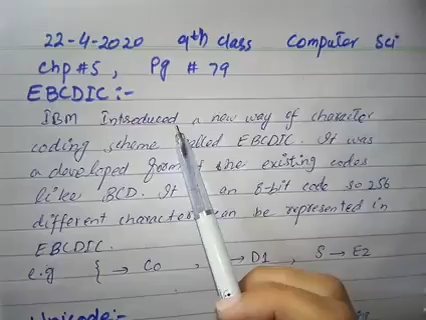 22-4-2020 9th class Computer Sci
Chp #5, Pg # 79
EBCDIC:-
IBM Introduced a new way of character
coding scheme called EBCDIC. It was
a developed form of the existing codes
like BCD. It an 8-bit code so 256
different character can be represented in
EBCDIC.
e.g { → C0, → D1, S → E2
Unicode:-